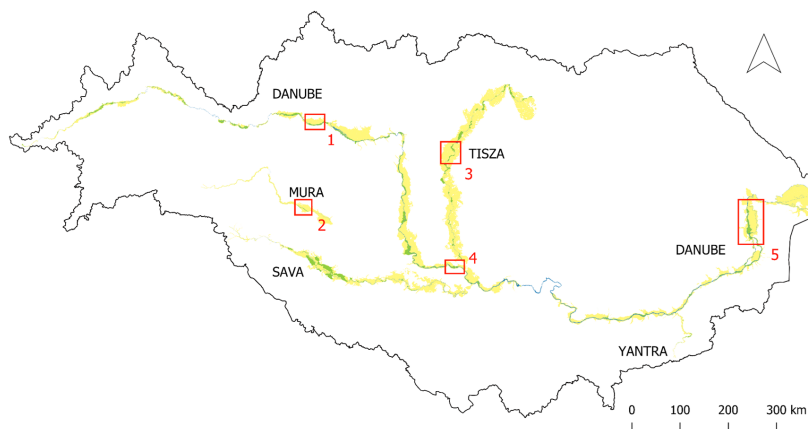 DANUBE
1
TISZA
3
MURA
2
4
SAVA
DANUBE
5
YANTRA
0 100 200 300 km